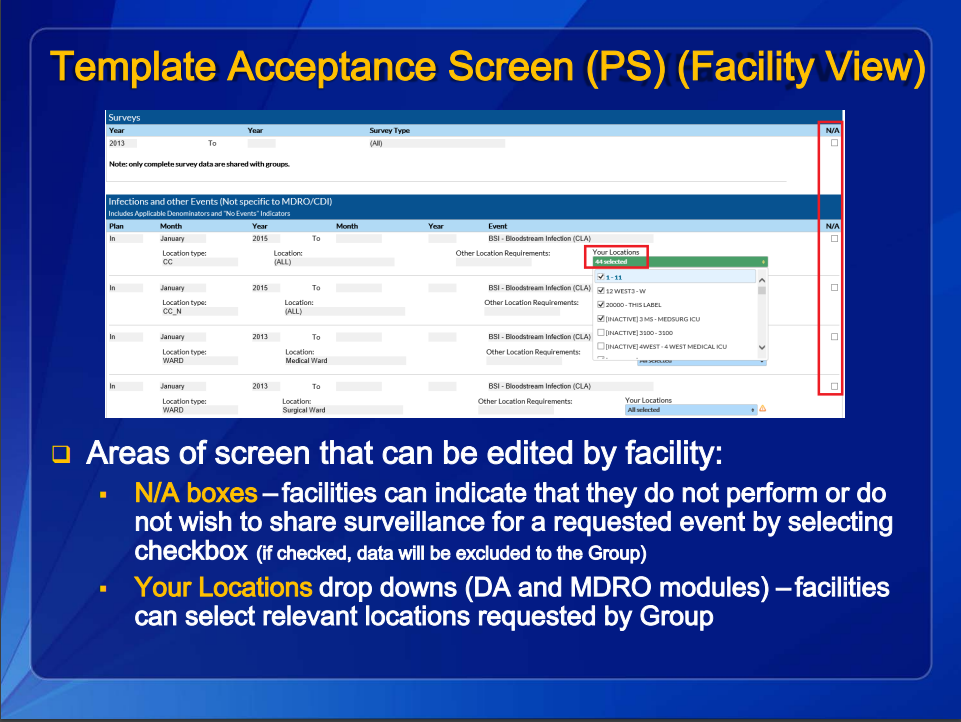 Template Acceptance Screen (PS) (Facility View)
Surveys
Year Year Survey Type N/A
2013 To (All)
Note: only complete survey data are shared with groups.
Infections and other Events (Not specific to MDRO/CDI)
Includes Applicable Denominators and "No Events" Indicators
Plan Month Year Month Year Event N/A
In January 2015 To BSI - Bloodstream Infection (CLA)
Location type: Location: Other Location Requirements: Your Locations
CC (ALL) 44 selected
1 - 11
In January 2015 To BSI - Bloodstream Infection (CLA) 12 WEST3 - W
Location type: Location: Other Location Requirements: 20000 - THIS LABEL
CC_N (ALL) [INACTIVE] 3 MS - MEDSURG ICU
In January 2013 To BSI - Bloodstream Infection (CLA) [INACTIVE] 3100 - 3100
Location type: Location: Other Location Requirements: [INACTIVE] 4WEST - 4 WEST MEDICAL ICU
WARD Medical Ward All selected
In January 2013 To BSI - Bloodstream Infection (CLA)
Location type: Location: Other Location Requirements: Your Locations
WARD Surgical Ward All selected
Areas of screen that can be edited by facility:
N/A boxes – facilities can indicate that they do not perform or do
not wish to share surveillance for a requested event by selecting
checkbox (if checked, data will be excluded to the Group)
Your Locations drop downs (DA and MDRO modules) – facilities
can select relevant locations requested by Group